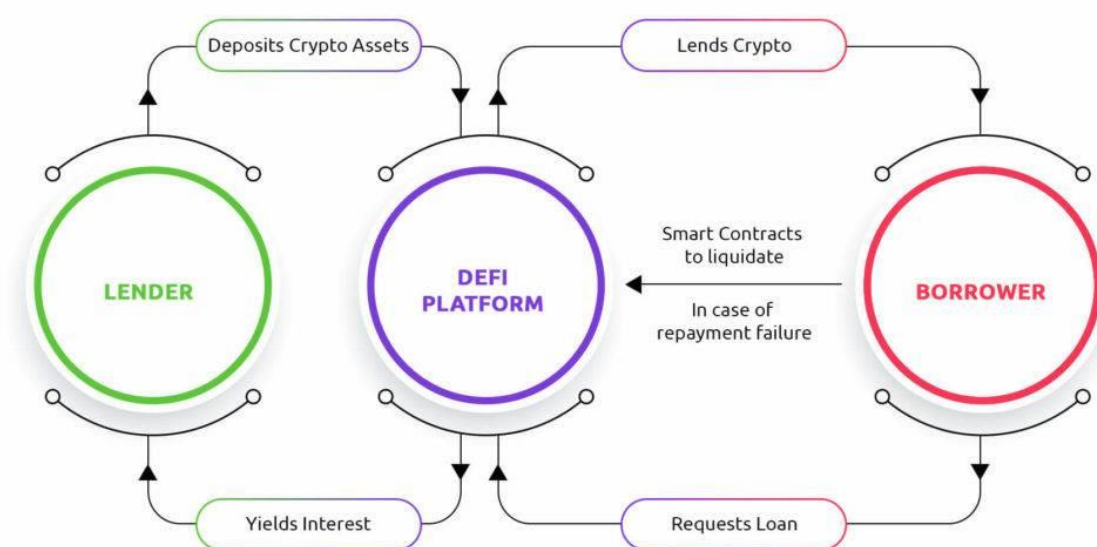 Deposits Crypto Assets
Lends Crypto
LENDER
DEFI
PLATFORM
Smart Contracts
to liquidate
In case of
repayment failure
BORROWER
Yields Interest
Requests Loan